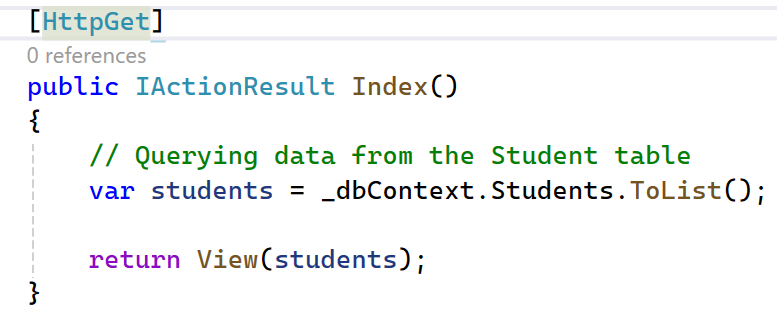 [HttpGet]
0 references
public IActionResult Index()
{
// Querying data from the Student table
var students = _dbContext.Students.ToList();
return View(students);
}